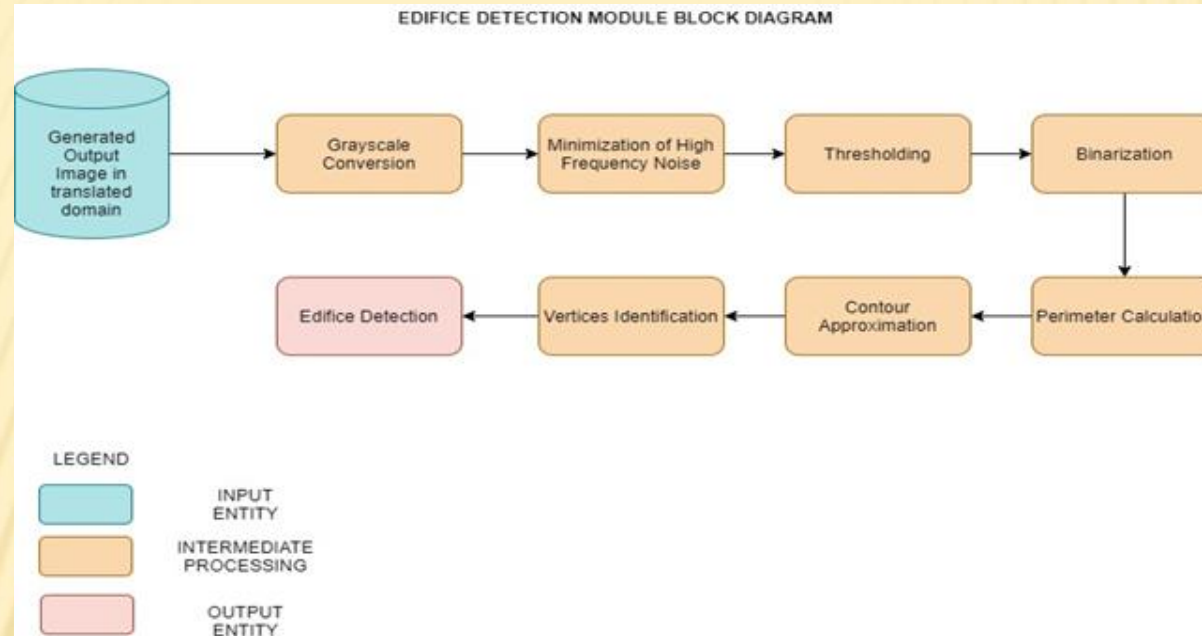 EDIFICE DETECTION MODULE BLOCK DIAGRAM
Generated
Output
Image in
translated
domain
Grayscale
Conversion
Minimization of High
Frequency Noise
Thresholding
Binarization
Perimeter Calculatio
Contour
Approximation
Vertices Identification
Edifice Detection
LEGEND
INPUT
ENTITY
INTERMEDIATE
PROCESSING
OUTPUT
ENTITY